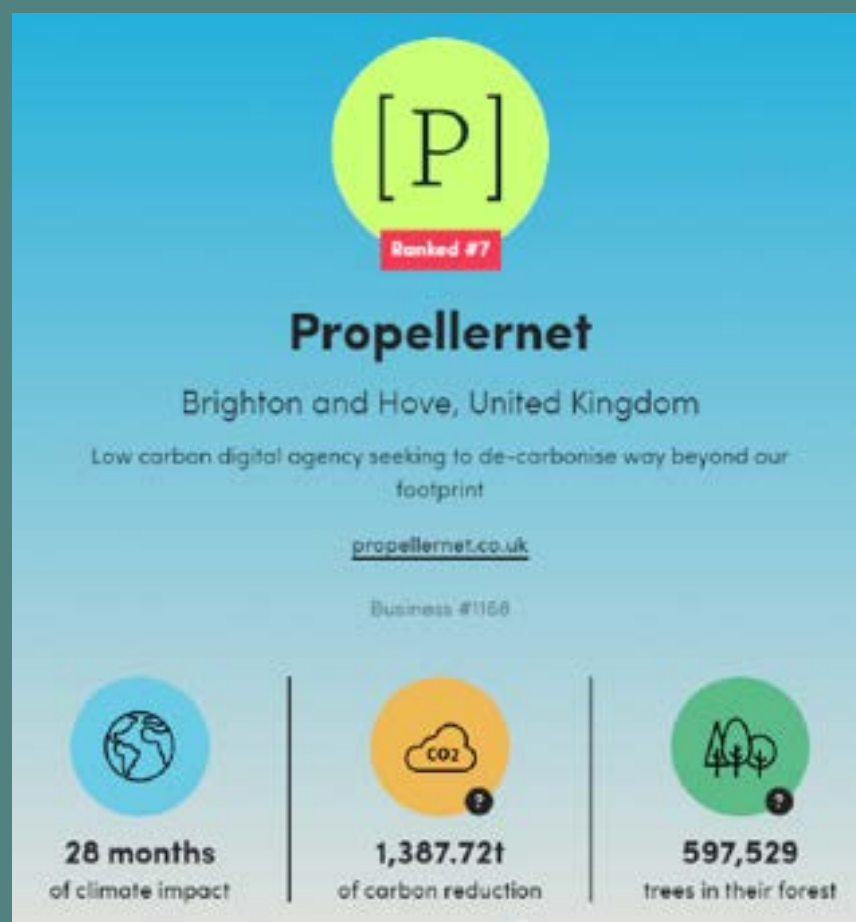 [P]
Ranked #7
Propellernet
Brighton and Hove, United Kingdom
Low carbon digital agency seeking to de-carbonise way beyond our
footprint
propellernet.co.uk
Business #1168
CO2
?
?
28 months
1,387.72t
597,529
of climate impact
of carbon reduction
trees in their forest